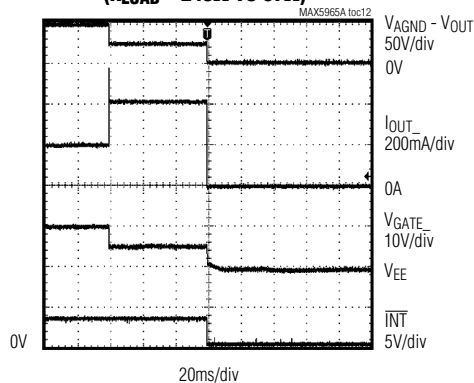 MAX5965A toc12
VAGND - VOUT
50V/div
0V
IOUT_
200mA/div
0A
VGATE_
10V/div
VEE
INT
5V/div
0V
20ms/div